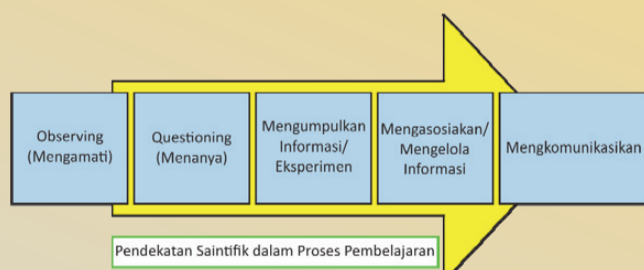 Observing
(Mengamati)
Questioning
(Menanya)
Mengumpulkan
Informasi/
Eksperimen
Mengasosiakan/
Mengelola
Informasi
Mengkomunikasikan
Pendekatan Saintifik dalam Proses Pembelajaran